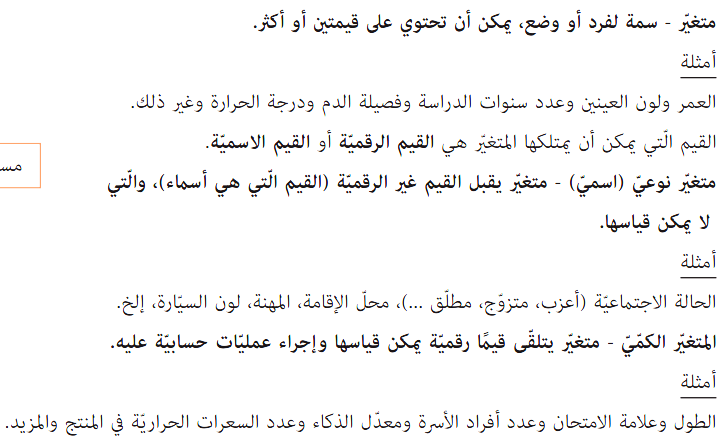 متغيّر - سمة لفرد أو وضع، يمكن أن تحتوي على قيمتين أو أكثر.
أمثلة
العمر ولون العينين وعدد سنوات الدراسة وفصيلة الدم ودرجة الحرارة وغير ذلك.
القيم الّتي يمكن أن يمتلكها المتغيّر هي القيم الرقميّة أو القيم الاسميّة.
مس
متغيّر نوعيّ (اسميّ) - متغيّر يقبل القيم غير الرقميّة (القيم الّتي هي أسماء)، والّتي
لا يمكن قياسها.
أمثلة
الحالة الاجتماعيّة (أعزب، متزوّج، مطلّق ...)، محلّ الإقامة، المهنة، لون السيّارة، إلخ.
المتغيّر الكمّيّ - متغيّر يتلقّى قيمًا رقميّة يمكن قياسها وإجراء عمليّات حسابيّة عليه.
أمثلة
الطول وعلامة الامتحان وعدد أفراد الأسرة ومعدّل الذكاء وعدد السعرات الحراريّة في المنتج والمزيد.